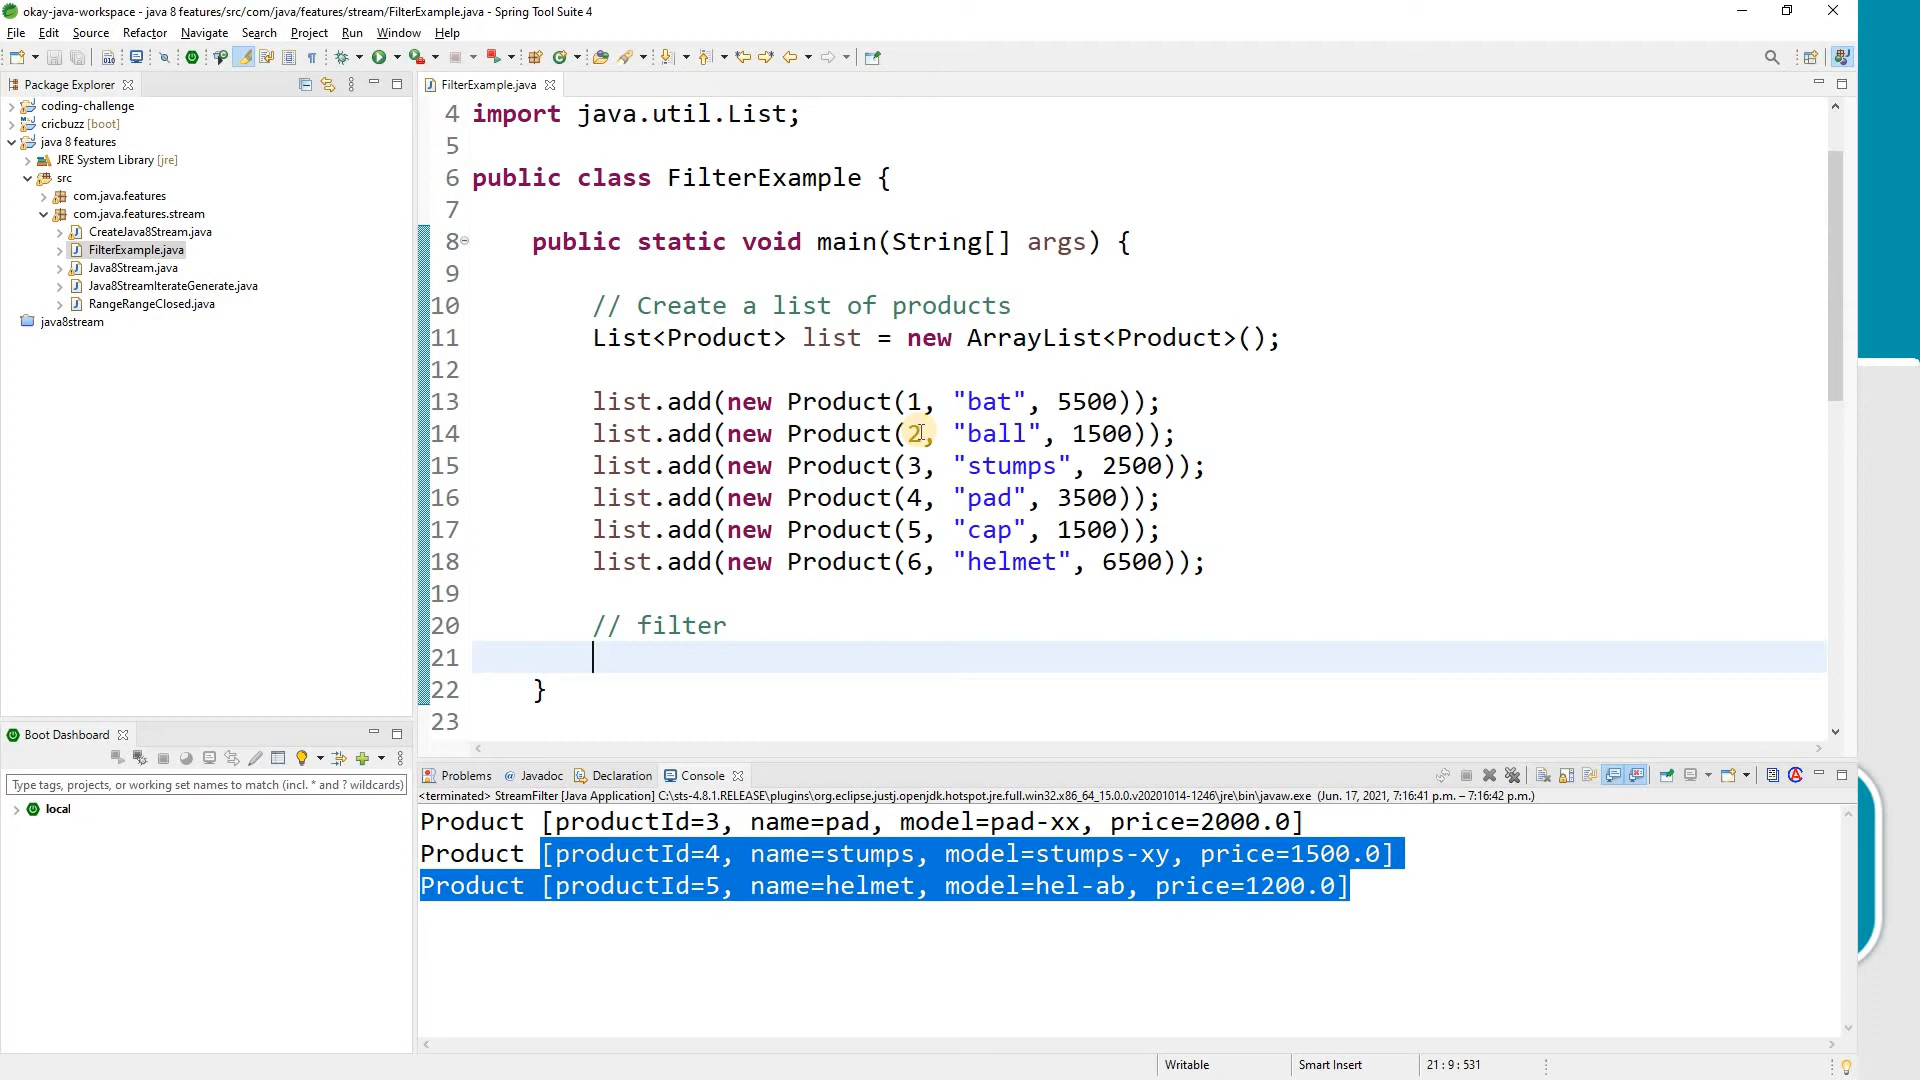 okay-java-workspace - java 8 features/src/com/java/features/stream/FilterExample.java - Spring Tool Suite 4
File Edit Source Refactor Navigate Search Project Run Window Help
Package Explorer
coding-challenge
cricbuzz [boot]
java 8 features
JRE System Library [jre]
src
com.java.features
com.java.features.stream
CreateJava8Stream.java
FilterExample.java
Java8Stream.java
Java8StreamIterateGenerate.java
RangeRangeClosed.java
java8stream
FilterExample.java
4 import java.util.List;
5
6 public class FilterExample {
7
8 public static void main(String[] args) {
9
10 // Create a list of products
11 List<Product> list = new ArrayList<Product>();
12
13 list.add(new Product(1, "bat", 5500));
14 list.add(new Product(2, "ball", 1500));
15 list.add(new Product(3, "stumps", 2500));
16 list.add(new Product(4, "pad", 3500));
17 list.add(new Product(5, "cap", 1500));
18 list.add(new Product(6, "helmet", 6500));
19
20 // filter
21
22 }
23
Boot Dashboard
Type tags, projects, or working set names to match (incl. * and ? wildcards)
local
Problems @ Javadoc Declaration Console
<terminated> StreamFilter [Java Application] C:\sts-4.8.1.RELEASE\plugins\org.eclipse.justj.openjdk.hotspot.jre.full.win32.x86_64_15.0.0.v20201014-1246\jre\bin\javaw.exe (Jun. 17, 2021, 7:16:41 p.m. – 7:16:42 p.m.)
Product [productId=3, name=pad, model=pad-xx, price=2000.0]
Product [productId=4, name=stumps, model=stumps-xy, price=1500.0]
Product [productId=5, name=helmet, model=hel-ab, price=1200.0]
Writable Smart Insert 21 : 9 : 531